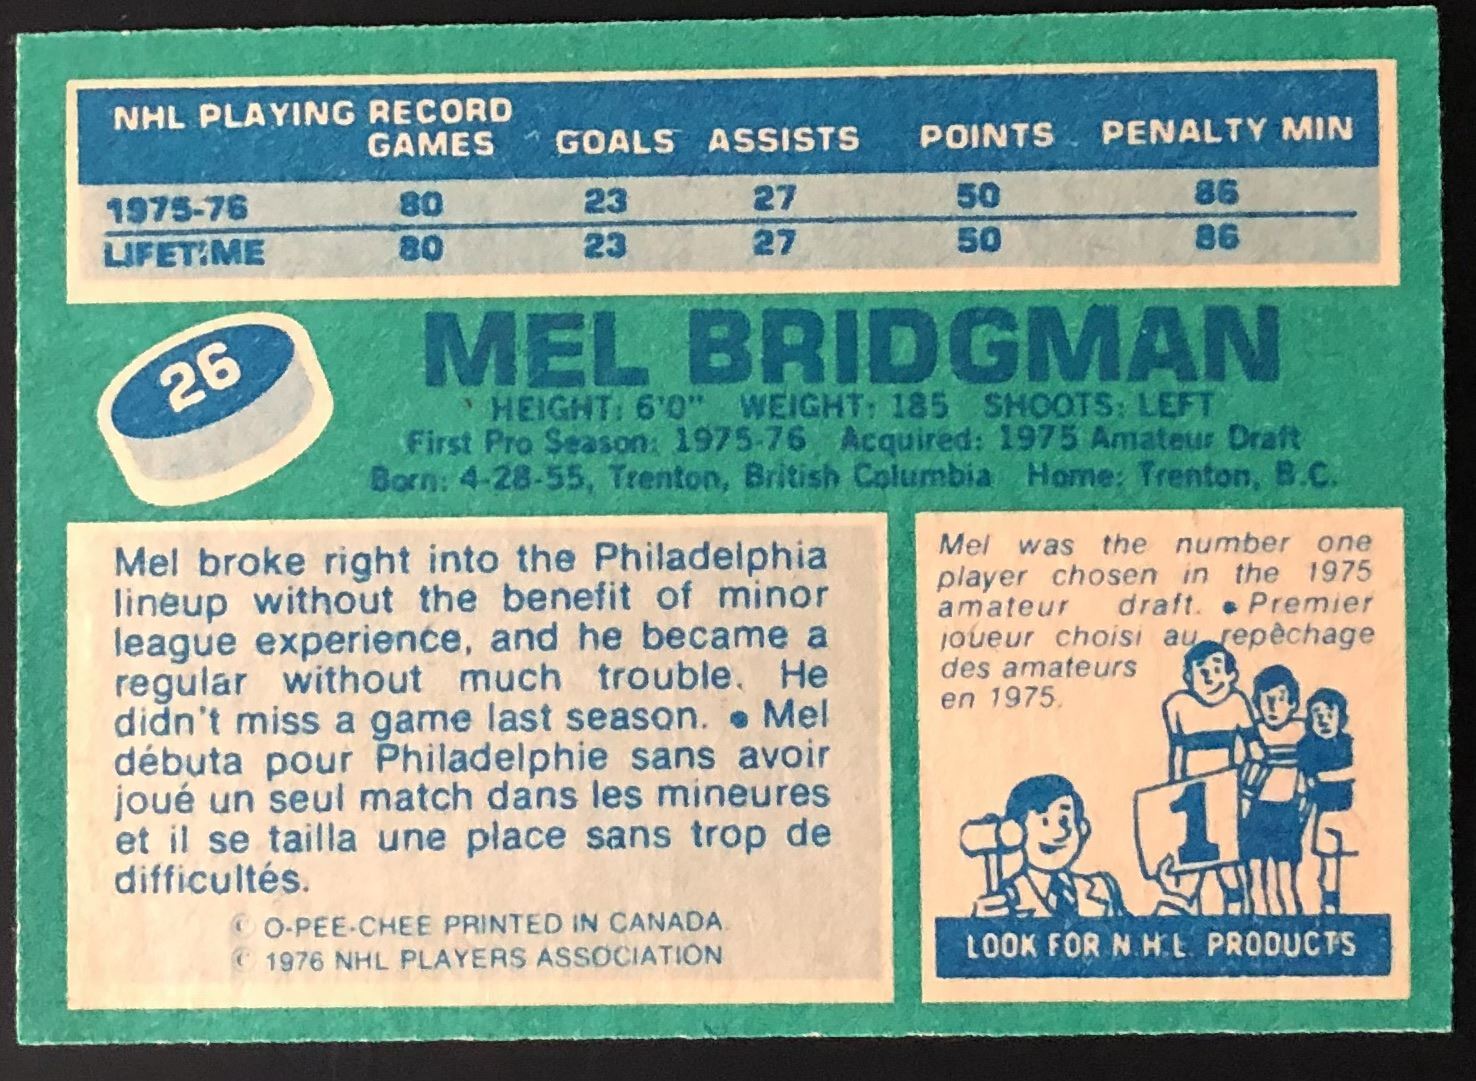 NHL PLAYING RECORD
GAMES GOALS ASSISTS POINTS PENALTY MIN
1975-76 80 23 27 50 86
LIFETIME 80 23 27 50 86
26
MEL BRIDGMAN
HEIGHT: 6'0" WEIGHT: 185 SHOOTS: LEFT
First Pro Season: 1975-76 Acquired: 1975 Amateur Draft
Born: 4-28-55, Trenton, British Columbia Home: Trenton, B.C.
Mel broke right into the Philadelphia
lineup without the benefit of minor
league experience, and he became a
regular without much trouble. He
didn't miss a game last season. • Mel
débuta pour Philadelphie sans avoir
joué un seul match dans les mineures
et il se tailla une place sans trop de
difficultés.
© O-PEE-CHEE PRINTED IN CANADA
© 1976 NHL PLAYERS ASSOCIATION
Mel was the number one
player chosen in the 1975
amateur draft. • Premier
joueur choisi au repêchage
des amateurs
en 1975.
1
LOOK FOR N.H.L. PRODUCTS